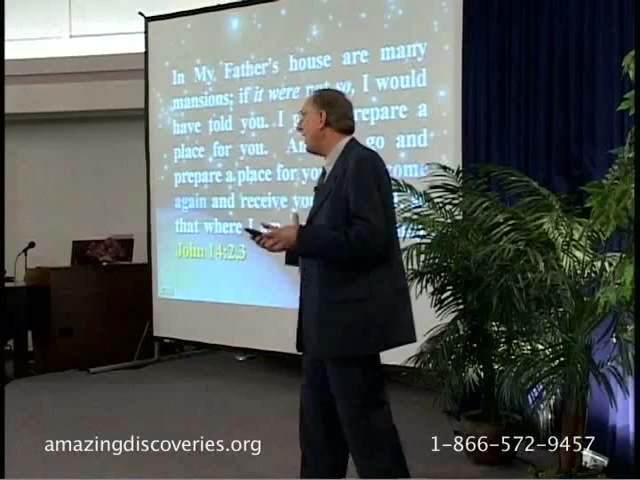 In My Father's house are many
mansions; if it were not so, I would
have told you. I prepare a
place for you. go and
prepare a place for you come
again and receive
that where I
John 14:2,3
amazingdiscoveries.org
1-866-572-9457